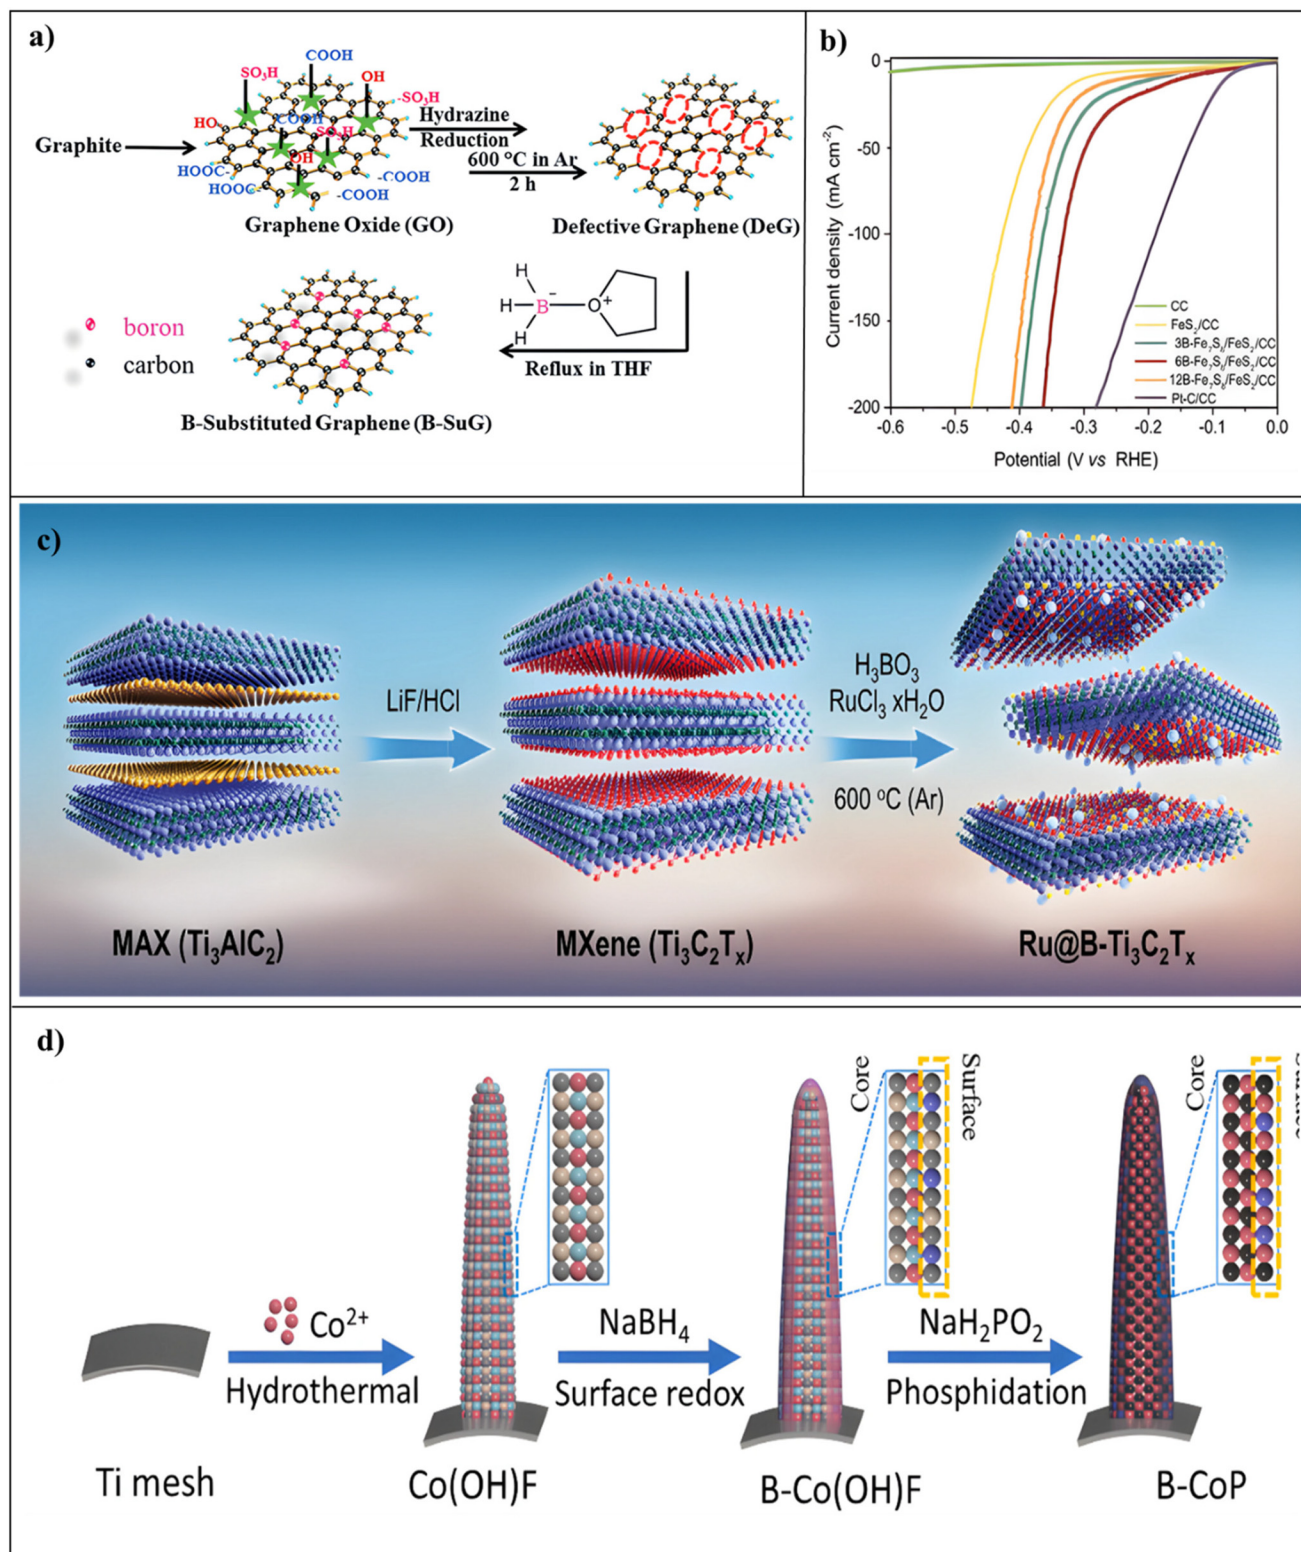 a)
COOH
SO₃H
OH
-SO₃H
COOH
HO
SO₃H
Hydrazine
Reduction
Graphite
OH
600 °C in Ar
HOOC-
-COOH
2 h
HOOC-
-COOH
Graphene Oxide (GO)
Defective Graphene (DeG)
H
H
B
−
O
+
H
boron
carbon
Reflux in THF
B-Substituted Graphene (B-SuG)
b)
0
-50
-100
-150
-200
Current density (mA cm⁻²)
CC
FeS₂/CC
3B-Fe₇S₈/FeS₂/CC
6B-Fe₇S₈/FeS₂/CC
12B-Fe₇S₈/FeS₂/CC
Pt-C/CC
-0.6
-0.5
-0.4
-0.3
-0.2
-0.1
0.0
Potential (V vs RHE)
c)
LiF/HCl
H₃BO₃
RuCl₃ xH₂O
600 °C (Ar)
MAX (Ti₃AlC₂)
MXene (Ti₃C₂Tₓ)
Ru@B-Ti₃C₂Tₓ
d)
Core
Surface
Core
Co²⁺
Hydrothermal
NaBH₄
Surface redox
NaH₂PO₂
Phosphidation
Ti mesh
Co(OH)F
B-Co(OH)F
B-CoP